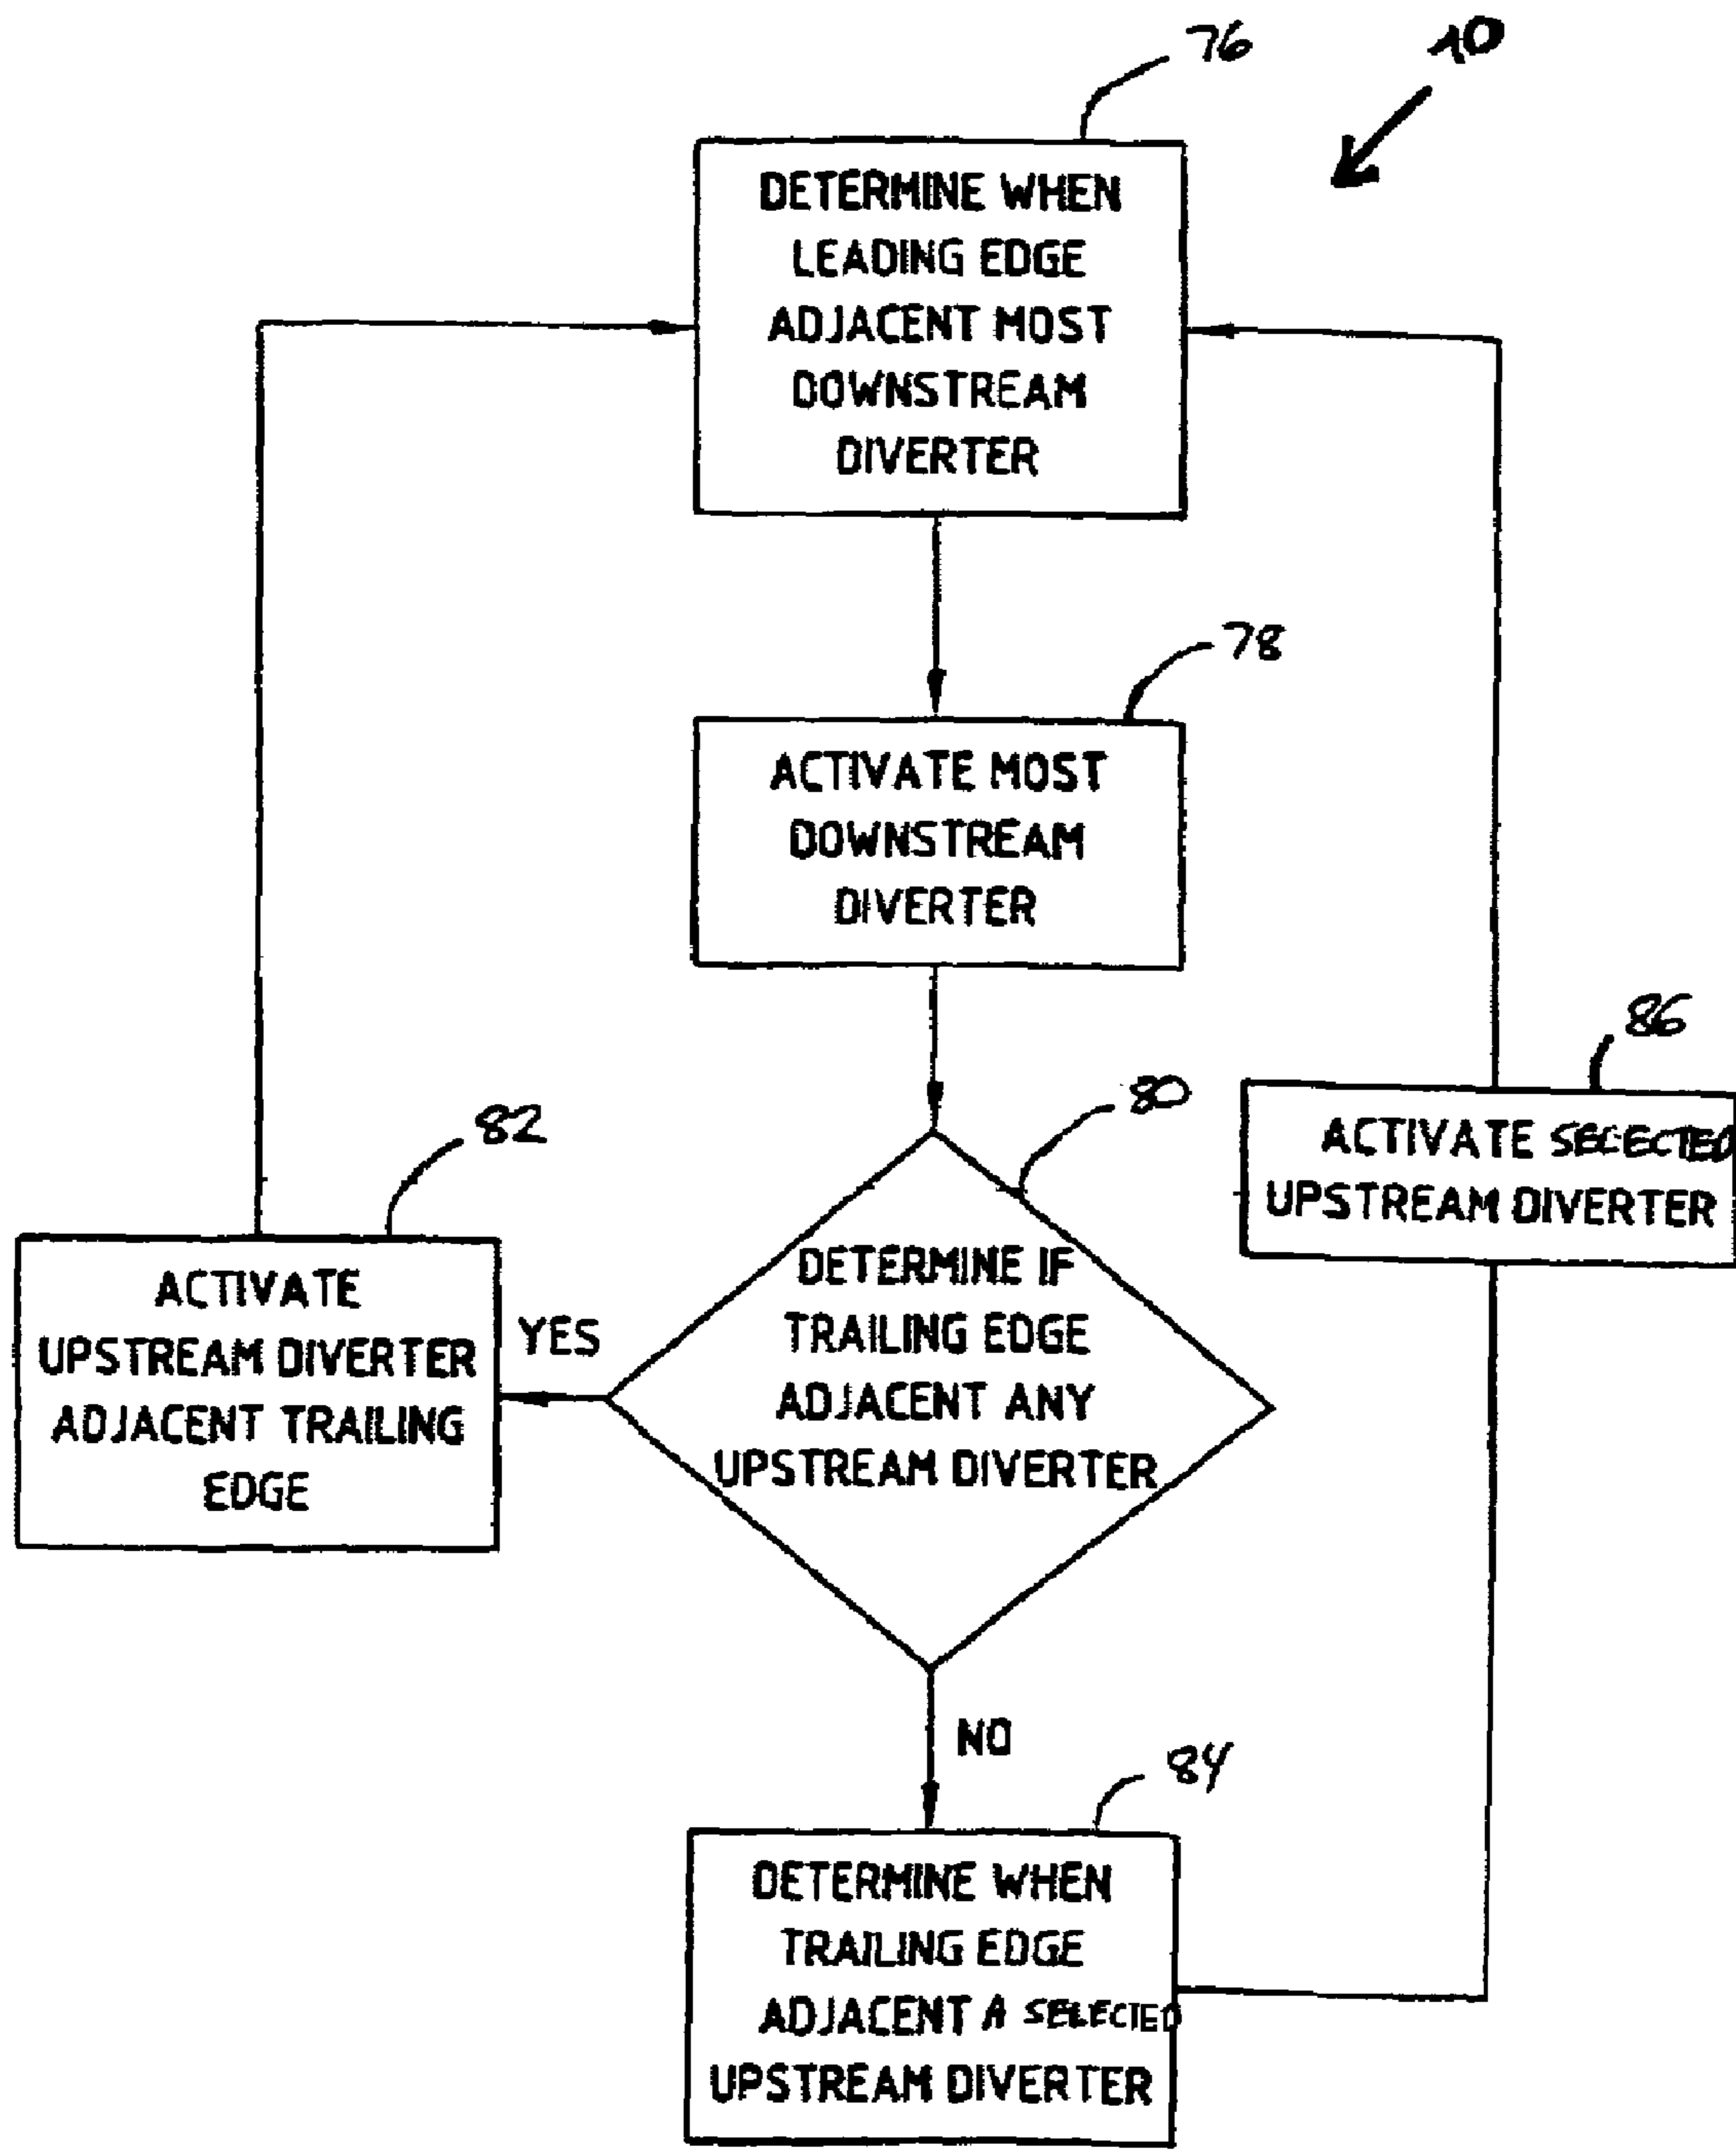 76
10
DETERMINE WHEN
LEADING EDGE
ADJACENT MOST
DOWNSTREAM
DIVERTER
78
ACTIVATE MOST
DOWNSTREAM
DIVERTER
86
ACTIVATE SELECTED
UPSTREAM DIVERTER
80
82
DETERMINE IF
TRAILING EDGE
ADJACENT ANY
UPSTREAM DIVERTER
YES
ACTIVATE
UPSTREAM DIVERTER
ADJACENT TRAILING
EDGE
NO
84
DETERMINE WHEN
TRAILING EDGE
ADJACENT A SELECTED
UPSTREAM DIVERTER